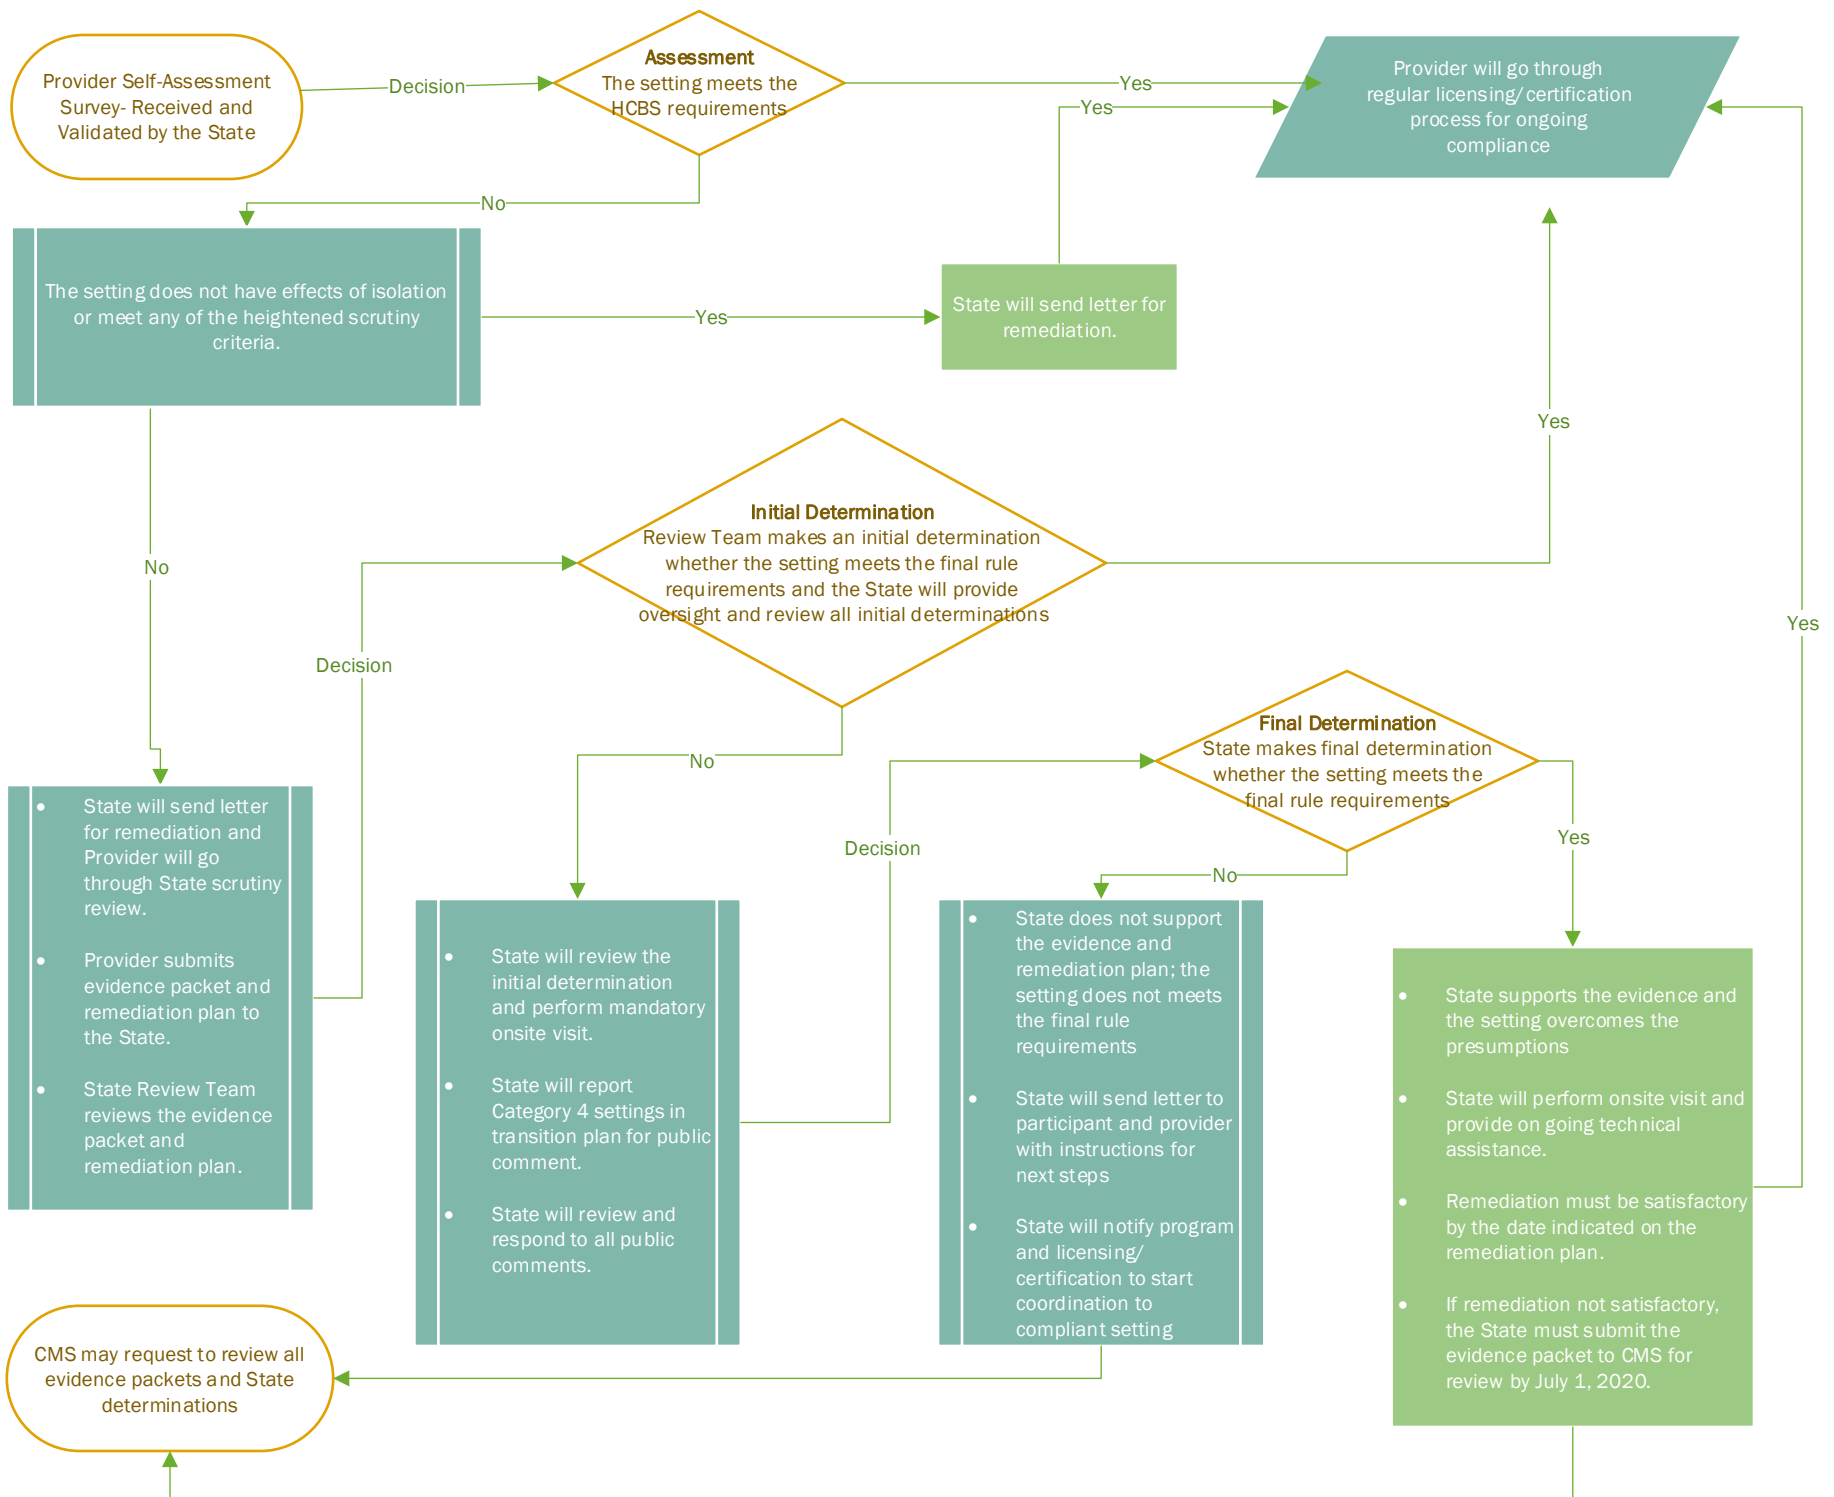 Provider Self-Assessment
Survey- Received and
Validated by the State
Decision
Assessment
The setting meets the
HCBS requirements
Yes
Yes
Provider will go through
regular licensing/certification
process for ongoing
compliance
No
The setting does not have effects of isolation
or meet any of the heightened scrutiny
criteria.
Yes
State will send letter for
remediation.
Yes
No
Initial Determination
Review Team makes an initial determination
whether the setting meets the final rule
requirements and the State will provide
oversight and review all initial determinations
Decision
Yes
No
Final Determination
State makes final determination
whether the setting meets the
final rule requirements
Decision
Yes
No
• State will send letter
for remediation and
Provider will go
through State scrutiny
review.
• Provider submits
evidence packet and
remediation plan to
the State.
• State Review Team
reviews the evidence
packet and
remediation plan.
• State will review the
initial determination
and perform mandatory
onsite visit.
• State will report
Category 4 settings in
transition plan for public
comment.
• State will review and
respond to all public
comments.
• State does not support
the evidence and
remediation plan; the
setting does not meets
the final rule
requirements
• State will send letter to
participant and provider
with instructions for
next steps
• State will notify program
and licensing/
certification to start
coordination to
compliant setting
• State supports the evidence and
the setting overcomes the
presumptions
• State will perform onsite visit and
provide on going technical
assistance.
• Remediation must be satisfactory
by the date indicated on the
remediation plan.
• If remediation not satisfactory,
the State must submit the
evidence packet to CMS for
review by July 1, 2020.
CMS may request to review all
evidence packets and State
determinations